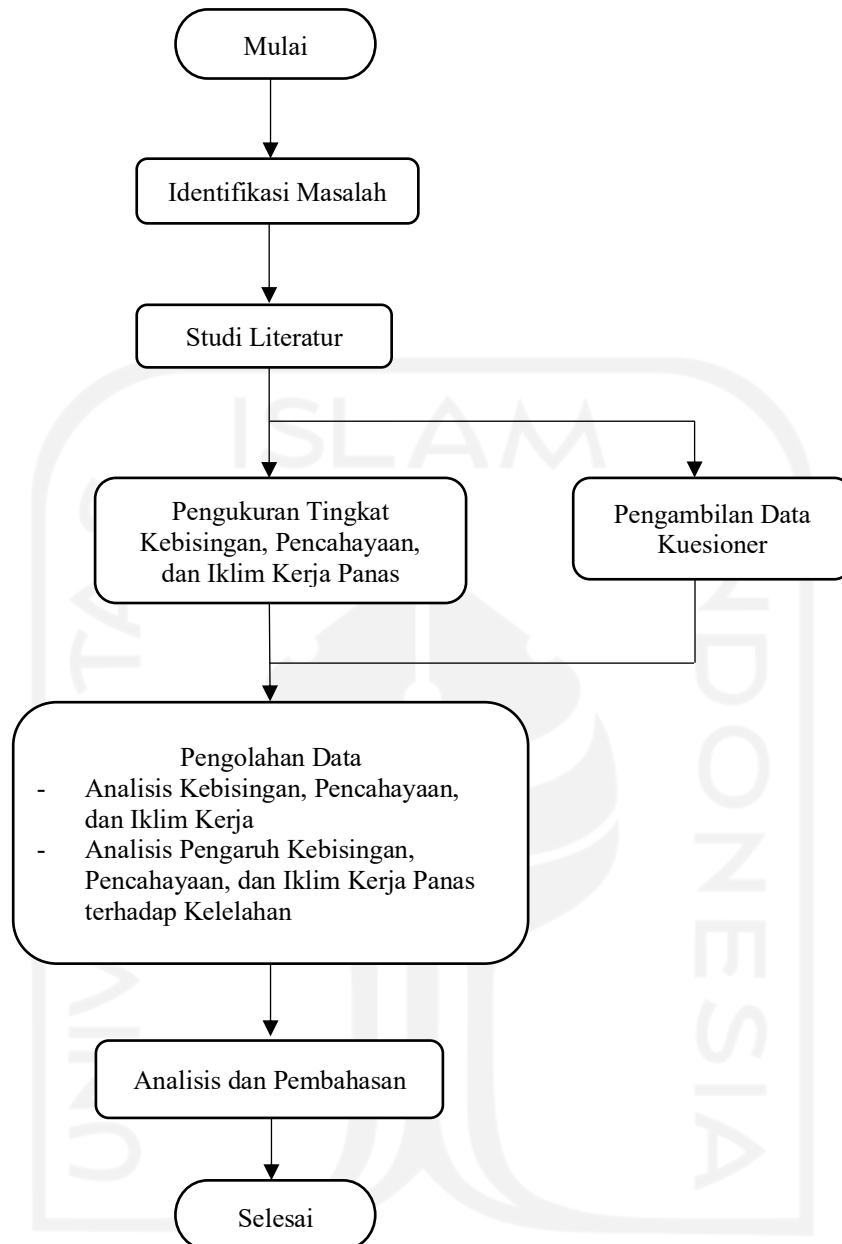 Mulai
Identifikasi Masalah
Studi Literatur
Pengukuran Tingkat
Kebisingan, Pencahayaan,
dan Iklim Kerja Panas
Pengambilan Data
Kuesioner
Pengolahan Data
- Analisis Kebisingan, Pencahayaan,
dan Iklim Kerja
- Analisis Pengaruh Kebisingan,
Pencahayaan, dan Iklim Kerja Panas
terhadap Kelelahan
Analisis dan Pembahasan
Selesai
ISLAM
INDONESIA